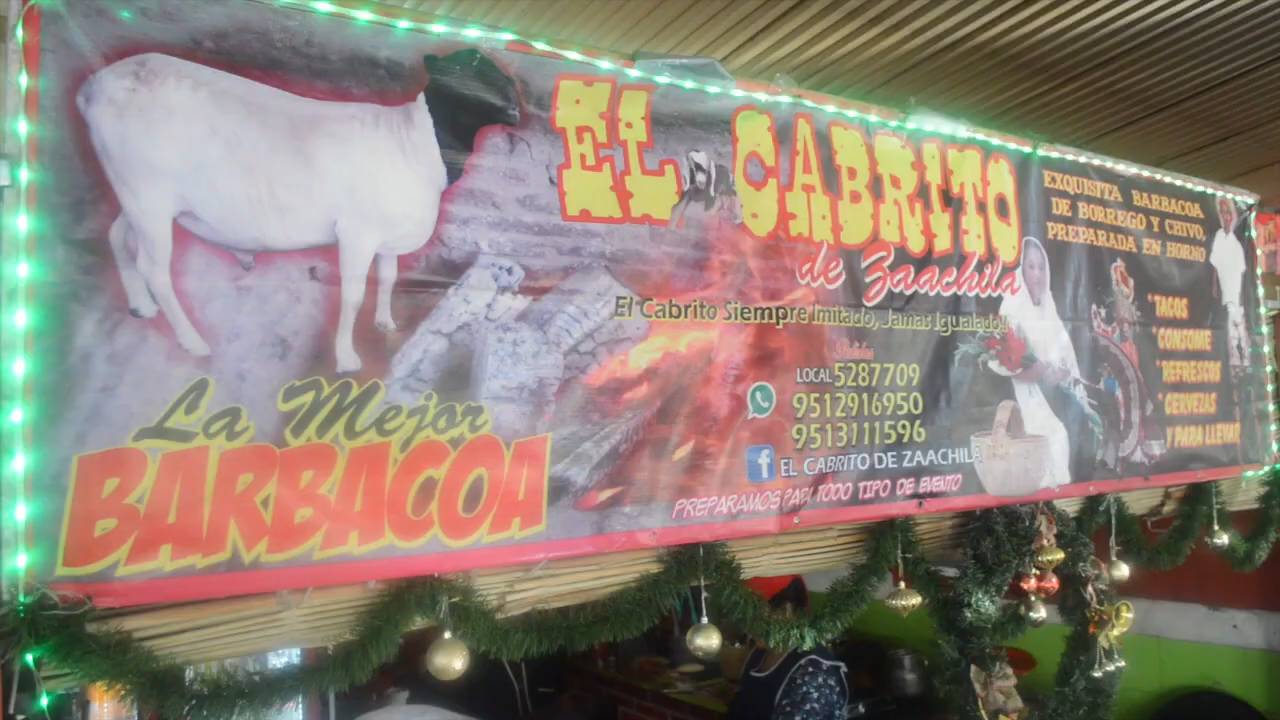 EL CABRITO
de Zaachila
El Cabrito Siempre Imitado, Jamas Igualado!!
La Mejor
BARBACOA
LOCAL 5287709
9512916950
9513111596
EL CABRITO DE ZAACHILA
PREPARAMOS PARA TODO TIPO DE EVENTO
EXQUISITA BARBACOA
DE BORREGO Y CHIVO,
PREPARADA EN HORNO
*TACOS
*CONSOME
*REFRESCOS
*CERVEZAS
Y PARA LLEVAR